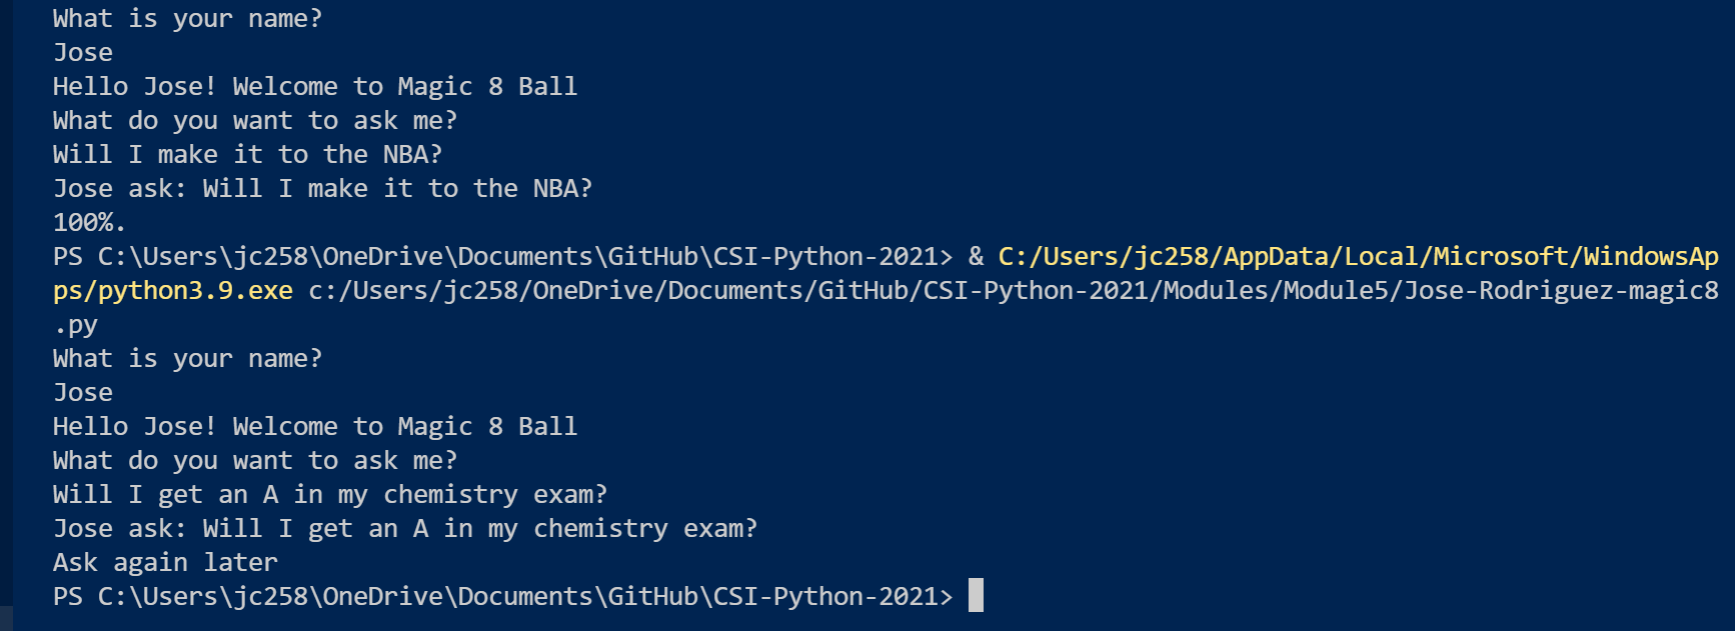 What is your name?
Jose
Hello Jose! Welcome to Magic 8 Ball
What do you want to ask me?
Will I make it to the NBA?
Jose ask: Will I make it to the NBA?
100%.
PS C:\Users\jc258\OneDrive\Documents\GitHub\CSI-Python-2021> & C:/Users/jc258/AppData/Local/Microsoft/WindowsAp
ps/python3.9.exe c:/Users/jc258/OneDrive/Documents/GitHub/CSI-Python-2021/Modules/Module5/Jose-Rodriguez-magic8
.py
What is your name?
Jose
Hello Jose! Welcome to Magic 8 Ball
What do you want to ask me?
Will I get an A in my chemistry exam?
Jose ask: Will I get an A in my chemistry exam?
Ask again later
PS C:\Users\jc258\OneDrive\Documents\GitHub\CSI-Python-2021>